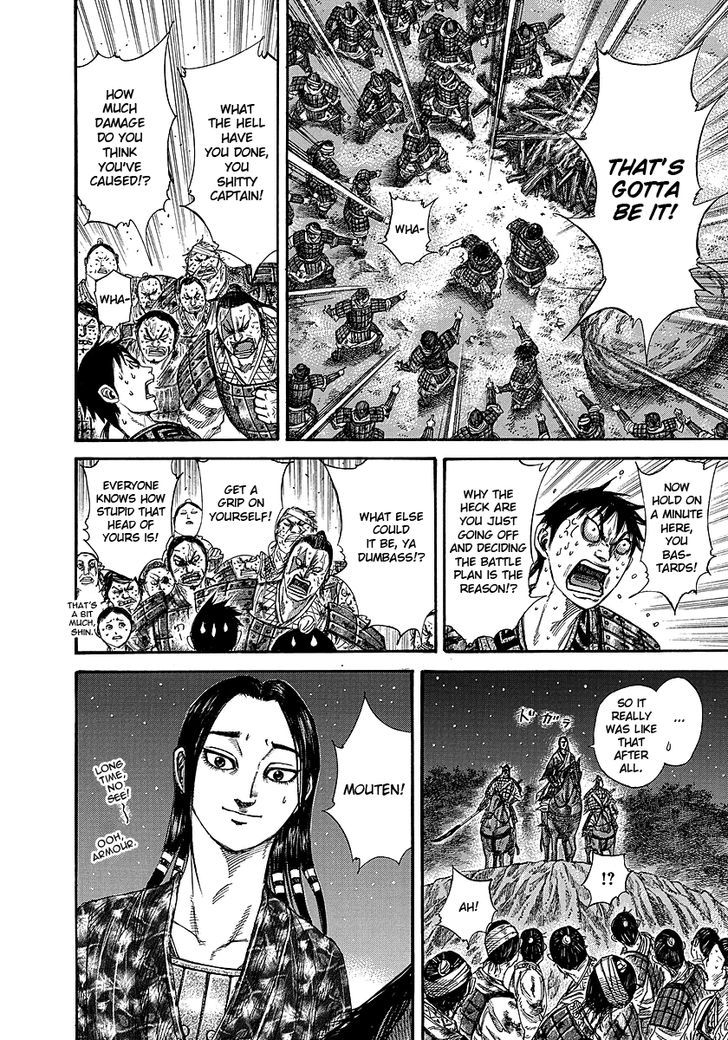 THAT'S
GOTTA
BE IT!
WHA-
WHAT
THE HELL
HAVE
YOU DONE,
YOU
SHITTY
CAPTAIN!
HOW
MUCH
DAMAGE
DO YOU
THINK
YOU'VE
CAUSED!?
WHA-
NOW
HOLD ON
A MINUTE
HERE,
YOU
BAS-
TARDS!
WHY THE
HECK ARE
YOU JUST
GOING OFF
AND DECIDING
THE BATTLE
PLAN IS THE
REASON!?
WHAT ELSE
COULD
IT BE, YA
DUMBASS!?
GET A
GRIP ON
YOURSELF!
EVERYONE
KNOWS HOW
STUPID THAT
HEAD OF
YOURS IS!
THAT'S
A BIT
MUCH,
SHIN.
...
SO IT
REALLY
WAS LIKE
THAT
AFTER
ALL.
!?
AH!
MOUTEN!
LONG
TIME,
NO
SEE!
OOH,
ARMOUR.